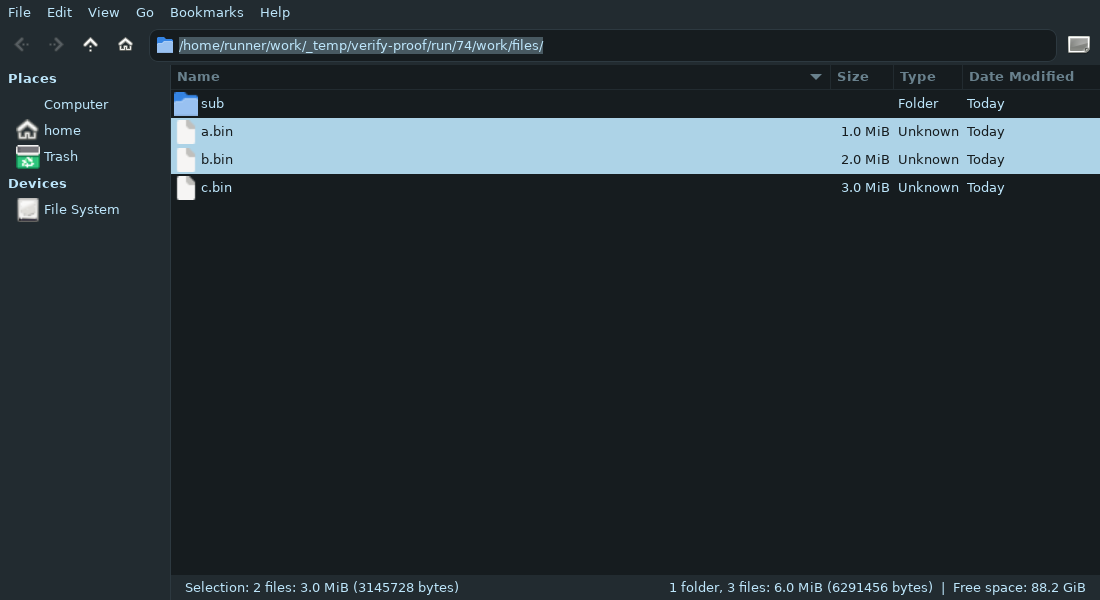 File Edit View Go Bookmarks Help
/home/runner/work/_temp/verify-proof/run/74/work/files/
Places
Computer
home
Trash
Devices
File System
Name Size Type Date Modified
sub Folder Today
a.bin 1.0 MiB Unknown Today
b.bin 2.0 MiB Unknown Today
c.bin 3.0 MiB Unknown Today
Selection: 2 files: 3.0 MiB (3145728 bytes) 1 folder, 3 files: 6.0 MiB (6291456 bytes) | Free space: 88.2 GiB